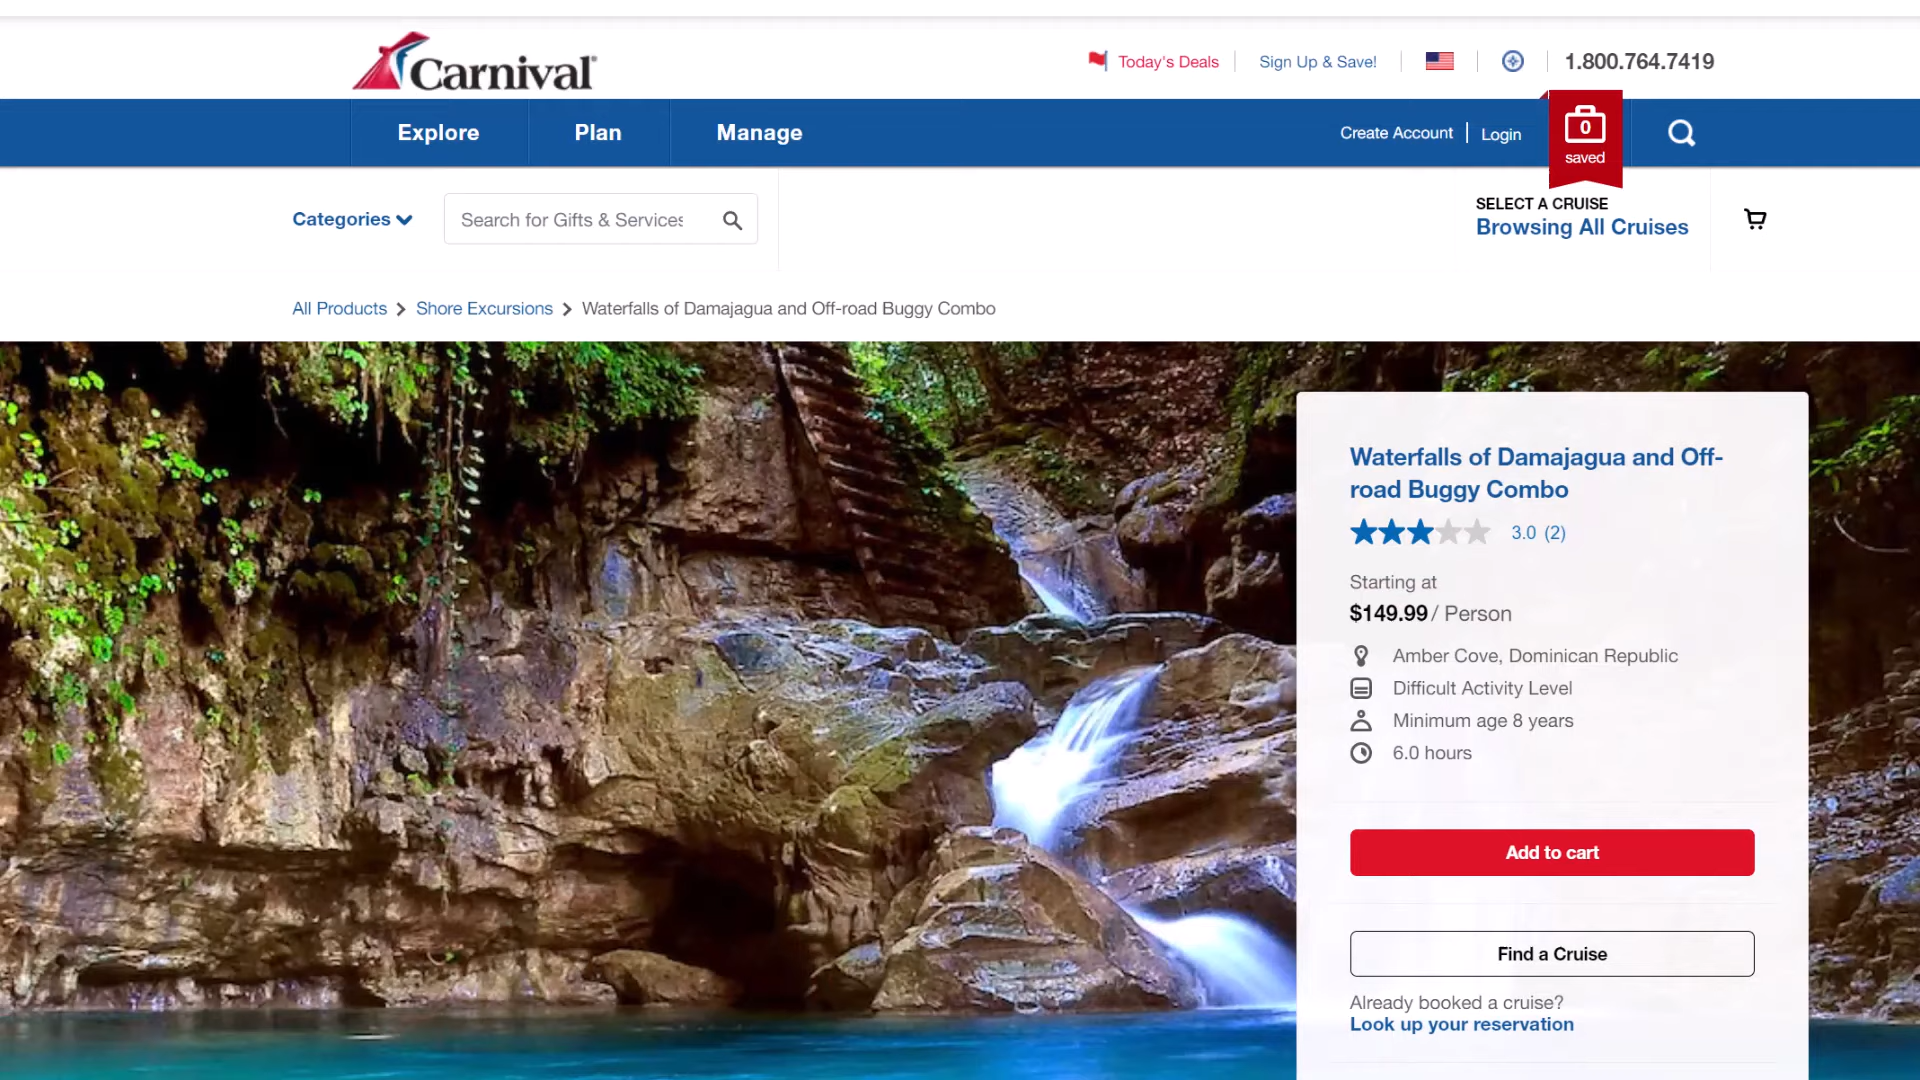 Carnival
Today's Deals
Sign Up & Save!
1.800.764.7419
Explore
Plan
Manage
Create Account
Login
0
saved
Categories
Search for Gifts & Services
SELECT A CRUISE
Browsing All Cruises
All Products > Shore Excursions > Waterfalls of Damajagua and Off-road Buggy Combo
Waterfalls of Damajagua and Off-
road Buggy Combo
3.0 (2)
Starting at
$149.99 / Person
Amber Cove, Dominican Republic
Difficult Activity Level
Minimum age 8 years
6.0 hours
Add to cart
Find a Cruise
Already booked a cruise?
Look up your reservation